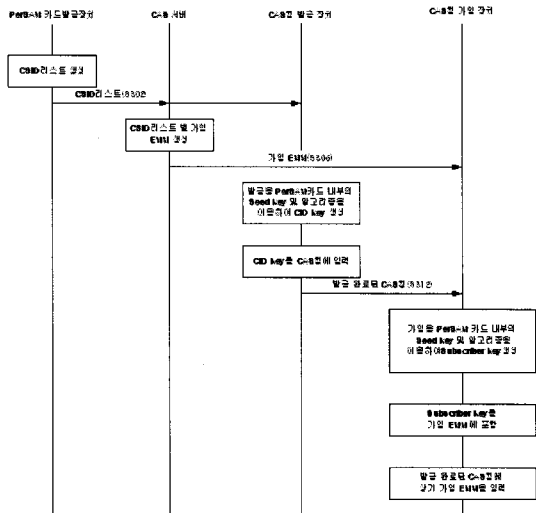 PerSAM 카드발급장치
CAS 서버
CAS칩 발급 장치
CAS칩 가입 장치
CSID리스트 생성
CSID리스트(S302)
CSID리스트 별 가입
EMM 생성
가입 EMM(S306)
발급용 PerSAM카드 내부의
Seed key 및 알고리즘을
이용하여 CID key 생성
CID key를 CAS칩에 입력
발급 완료된 CAS칩(S312)
가입용 PerSAM 카드 내부의
Seed key 및 알고리즘을
이용하여Subscriber key 생성
Subscriber key를
가입 EMM에 포함
발급 완료된 CAS칩에
상기 가입 EMM을 입력